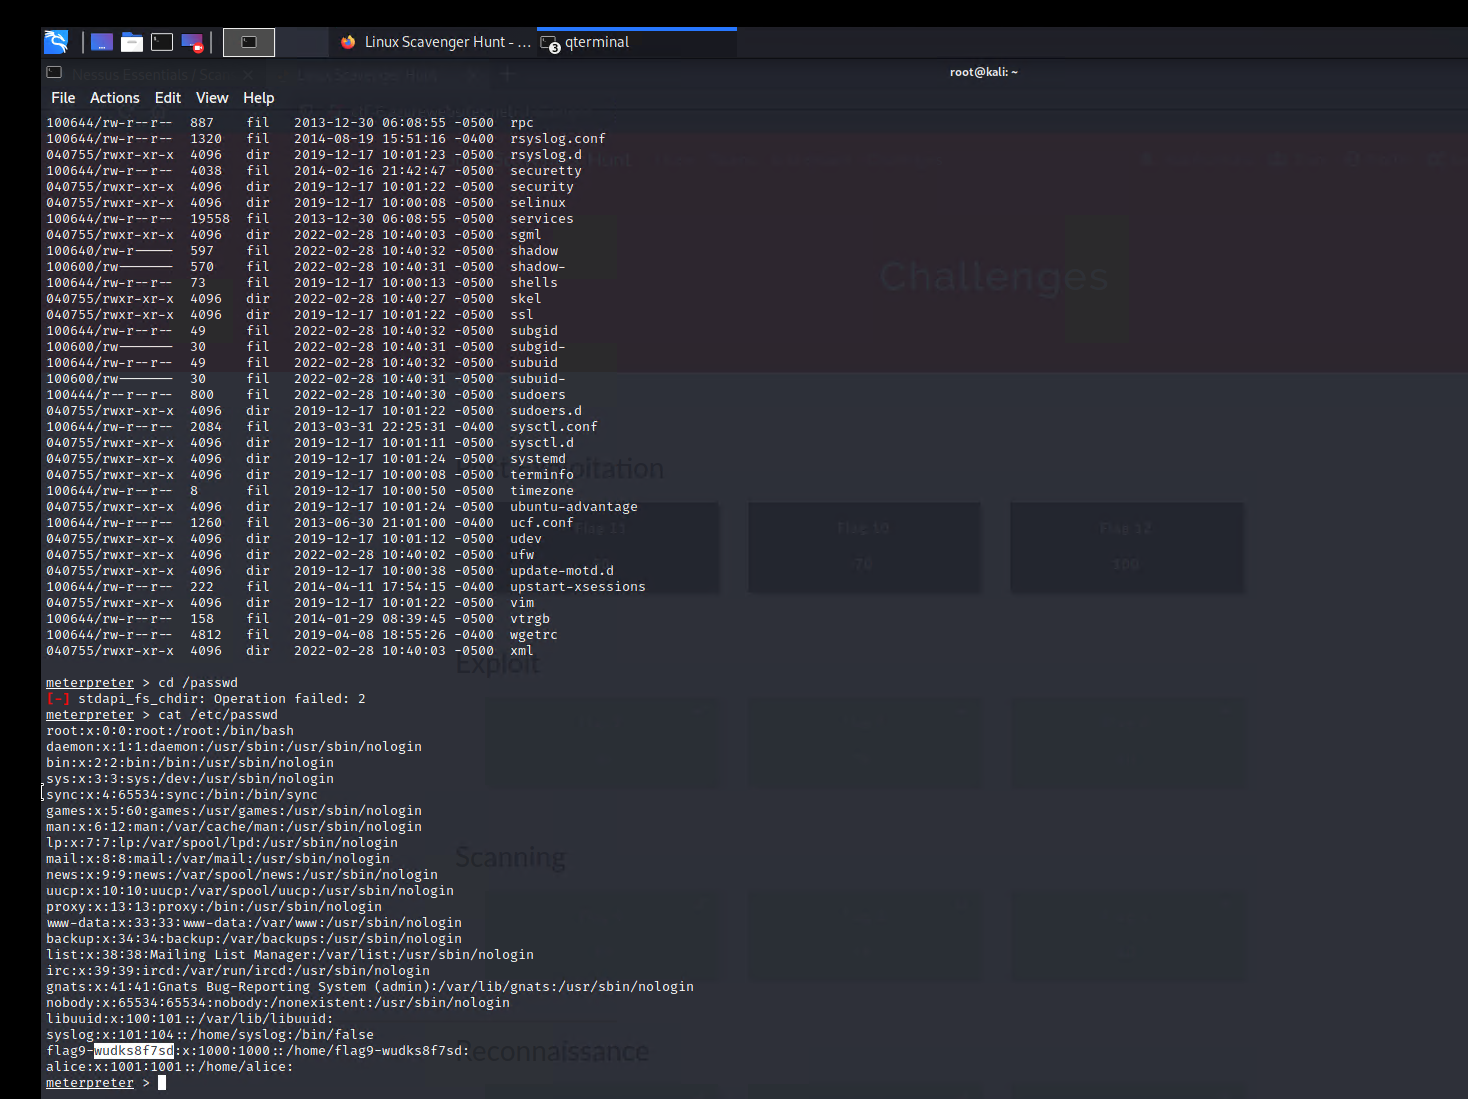 Linux Scavenger Hunt - ...
3 qterminal
Nessus Essentials / Sca
Linux Scavenger Hunt
root@kali: ~
File Actions Edit View Help
100644/rw-r--r-- 887 fil 2013-12-30 06:08:55 -0500 rpc
100644/rw-r--r-- 1320 fil 2014-08-19 15:51:16 -0400 rsyslog.conf
040755/rwxr-xr-x 4096 dir 2019-12-17 10:01:23 -0500 rsyslog.d
Hunt
100644/rw-r--r-- 4038 fil 2014-02-16 21:42:47 -0500 securetty
040755/rwxr-xr-x 4096 dir 2019-12-17 10:01:22 -0500 security
040755/rwxr-xr-x 4096 dir 2019-12-17 10:00:08 -0500 selinux
100644/rw-r--r-- 19558 fil 2013-12-30 06:08:55 -0500 services
040755/rwxr-xr-x 4096 dir 2022-02-28 10:40:03 -0500 sgml
100640/rw-r----- 597 fil 2022-02-28 10:40:32 -0500 shadow
100600/rw------- 570 fil 2022-02-28 10:40:31 -0500 shadow-
Challenges
100644/rw-r--r-- 73 fil 2019-12-17 10:00:13 -0500 shells
040755/rwxr-xr-x 4096 dir 2022-02-28 10:40:27 -0500 skel
040755/rwxr-xr-x 4096 dir 2019-12-17 10:01:22 -0500 ssl
100644/rw-r--r-- 49 fil 2022-02-28 10:40:32 -0500 subgid
100600/rw------- 30 fil 2022-02-28 10:40:31 -0500 subgid-
100644/rw-r--r-- 49 fil 2022-02-28 10:40:32 -0500 subuid
100600/rw------- 30 fil 2022-02-28 10:40:31 -0500 subuid-
100444/r--r--r-- 800 fil 2022-02-28 10:40:30 -0500 sudoers
040755/rwxr-xr-x 4096 dir 2019-12-17 10:01:22 -0500 sudoers.d
100644/rw-r--r-- 2084 fil 2013-03-31 22:25:31 -0400 sysctl.conf
040755/rwxr-xr-x 4096 dir 2019-12-17 10:01:11 -0500 sysctl.d
040755/rwxr-xr-x 4096 dir 2019-12-17 10:01:24 -0500 systemd
040755/rwxr-xr-x 4096 dir 2019-12-17 10:00:08 -0500 terminfo
100644/rw-r--r-- 8 fil 2019-12-17 10:00:50 -0500 timezone
040755/rwxr-xr-x 4096 dir 2019-12-17 10:01:24 -0500 ubuntu-advantage
100644/rw-r--r-- 1260 fil 2013-06-30 21:01:00 -0400 ucf.conf
Flag 11 Flag 10 Flag 12
040755/rwxr-xr-x 4096 dir 2019-12-17 10:01:12 -0500 udev
040755/rwxr-xr-x 4096 dir 2022-02-28 10:40:02 -0500 ufw
70 100
040755/rwxr-xr-x 4096 dir 2019-12-17 10:00:38 -0500 update-motd.d
100644/rw-r--r-- 222 fil 2014-04-11 17:54:15 -0400 upstart-xsessions
040755/rwxr-xr-x 4096 dir 2019-12-17 10:01:22 -0500 vim
100644/rw-r--r-- 158 fil 2014-01-29 08:39:45 -0500 vtrgb
100644/rw-r--r-- 4812 fil 2019-04-08 18:55:26 -0400 wgetrc
040755/rwxr-xr-x 4096 dir 2022-02-28 10:40:03 -0500 xml
Exploit
meterpreter > cd /passwd
[-] stdapi_fs_chdir: Operation failed: 2
meterpreter > cat /etc/passwd
root:x:0:0:root:/root:/bin/bash
daemon:x:1:1:daemon:/usr/sbin:/usr/sbin/nologin
bin:x:2:2:bin:/bin:/usr/sbin/nologin
sys:x:3:3:sys:/dev:/usr/sbin/nologin
sync:x:4:65534:sync:/bin:/bin/sync
games:x:5:60:games:/usr/games:/usr/sbin/nologin
man:x:6:12:man:/var/cache/man:/usr/sbin/nologin
lp:x:7:7:lp:/var/spool/lpd:/usr/sbin/nologin
mail:x:8:8:mail:/var/mail:/usr/sbin/nologin
Scanning
news:x:9:9:news:/var/spool/news:/usr/sbin/nologin
uucp:x:10:10:uucp:/var/spool/uucp:/usr/sbin/nologin
proxy:x:13:13:proxy:/bin:/usr/sbin/nologin
www-data:x:33:33:www-data:/var/www:/usr/sbin/nologin
backup:x:34:34:backup:/var/backups:/usr/sbin/nologin
list:x:38:38:Mailing List Manager:/var/list:/usr/sbin/nologin
irc:x:39:39:ircd:/var/run/ircd:/usr/sbin/nologin
gnats:x:41:41:Gnats Bug-Reporting System (admin):/var/lib/gnats:/usr/sbin/nologin
nobody:x:65534:65534:nobody:/nonexistent:/usr/sbin/nologin
libuuid:x:100:101::/var/lib/libuuid:
syslog:x:101:104::/home/syslog:/bin/false
flag9-wudks8f7sd:x:1000:1000::/home/flag9-wudks8f7sd:
Reconnaissance
alice:x:1001:1001::/home/alice:
meterpreter >